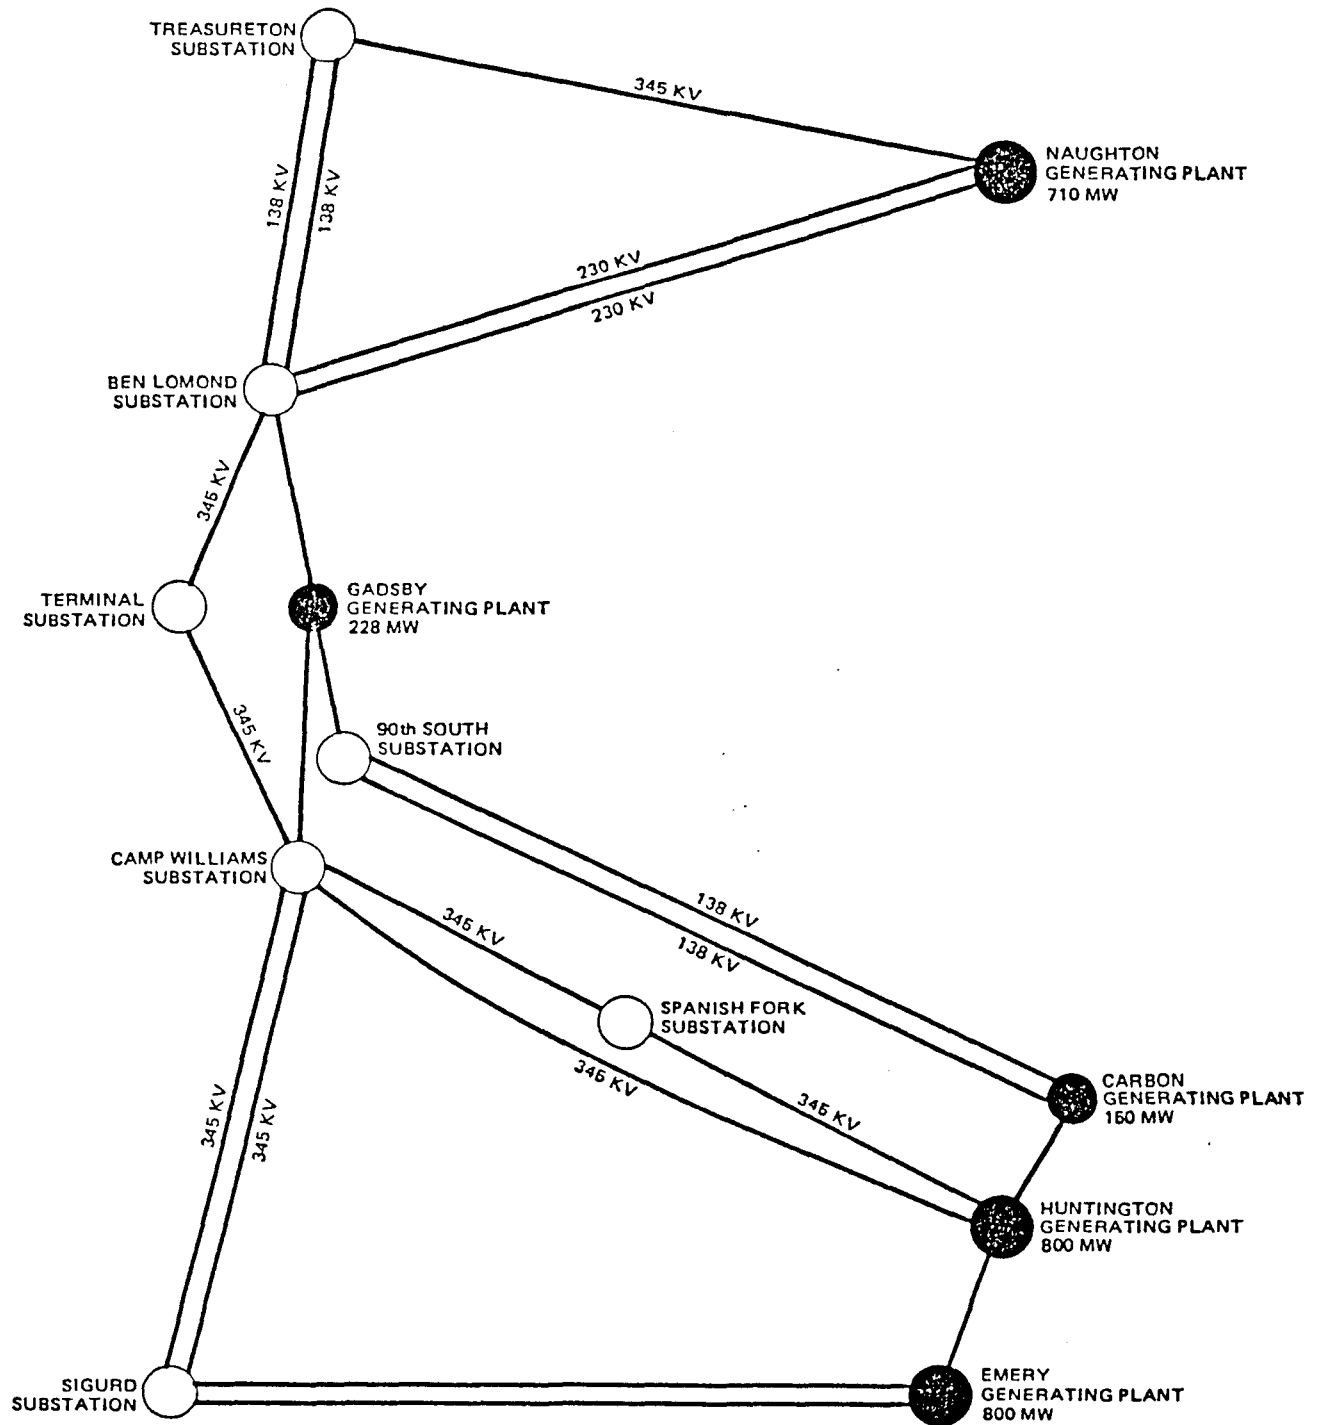 TREASURETON
SUBSTATION
345 KV
NAUGHTON
GENERATING PLANT
710 MW
138 KV
138 KV
230 KV
230 KV
BEN LOMOND
SUBSTATION
345 KV
TERMINAL
SUBSTATION
GADSBY
GENERATING PLANT
228 MW
345 KV
90th SOUTH
SUBSTATION
CAMP WILLIAMS
SUBSTATION
138 KV
138 KV
345 KV
SPANISH FORK
SUBSTATION
345 KV
345 KV
CARBON
GENERATING PLANT
160 MW
345 KV
345 KV
HUNTINGTON
GENERATING PLANT
800 MW
SIGURD
SUBSTATION
EMERY
GENERATING PLANT
800 MW